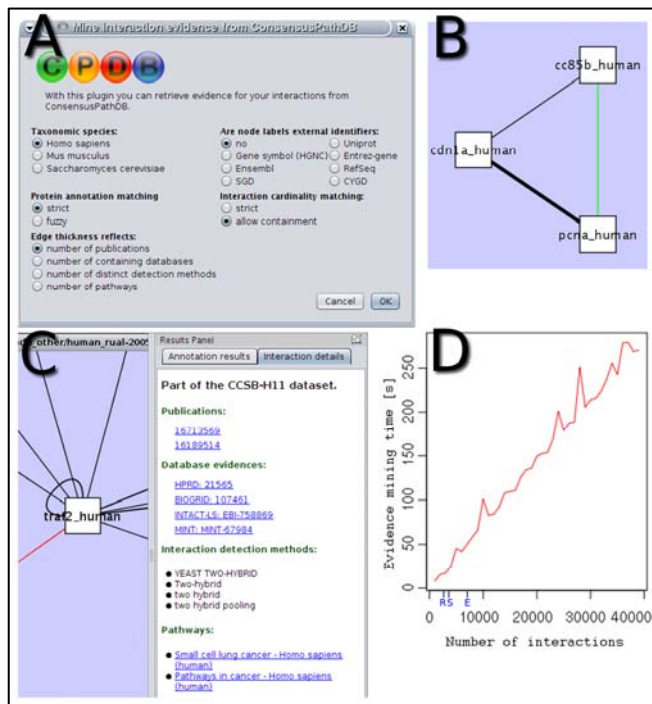 A
Mine interaction evidence from ConsensusPathDB
C P D B
With this plugin you can retrieve evidence for your interactions from
ConsensusPathDB.
Taxonomic species:
Homo sapiens
Mus musculus
Saccharomyces cerevisiae
Are node labels external identifiers:
no
Uniprot
Gene symbol (HGNC)
Entrez-gene
Ensembl
RefSeq
SGD
CYGD
Protein annotation matching
strict
fuzzy
Interaction cardinality matching:
strict
allow containment
Edge thickness reflects:
number of publications
number of containing databases
number of distinct detection methods
number of pathways
Cancel
OK
B
cc85b_human
cdn1a_human
pcna_human
C
_other/human_rual-2005
traf2_human
Results Panel
Annotation results
Interaction details
Part of the CCSB-H11 dataset.
Publications:
16713569
16189514
Database evidences:
HPRD: 21565
BIOGRID: 107461
INTACT-LS: EBI-758869
MINT: MINT-67984
Interaction detection methods:
YEAST TWO-HYBRID
Two-hybrid
two hybrid
two hybrid pooling
Pathways:
Small cell lung cancer - Homo sapiens
(human)
Pathways in cancer - Homo sapiens
(human)
D
Evidence mining time [s]
250
200
150
100
50
0
RS E
0 10000 20000 30000 40000
Number of interactions